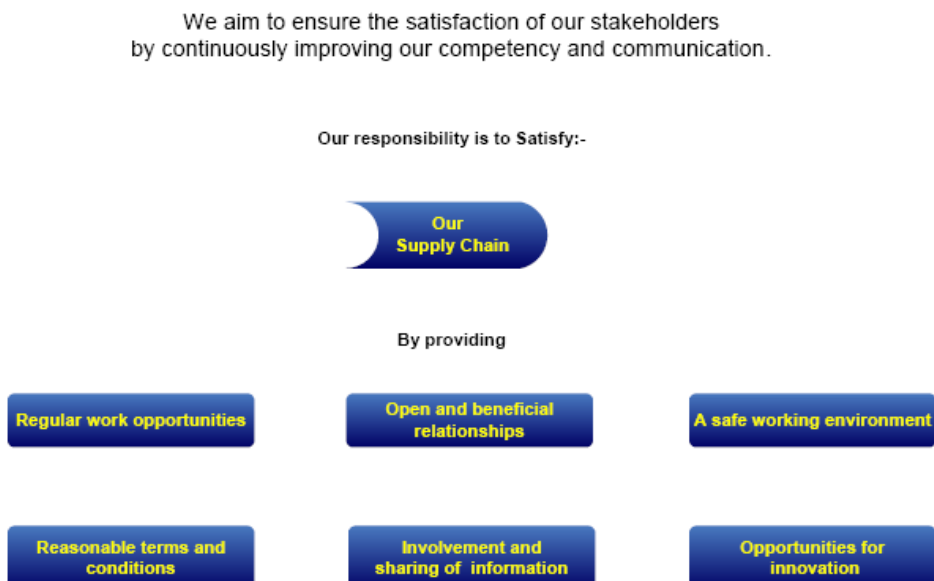 We aim to ensure the satisfaction of our stakeholders
by continuously improving our competency and communication.
Our responsibility is to Satisfy:-
Our
Supply Chain
By providing
Regular work opportunities
Open and beneficial
relationships
A safe working environment
Reasonable terms and
conditions
Involvement and
sharing of information
Opportunities for
innovation